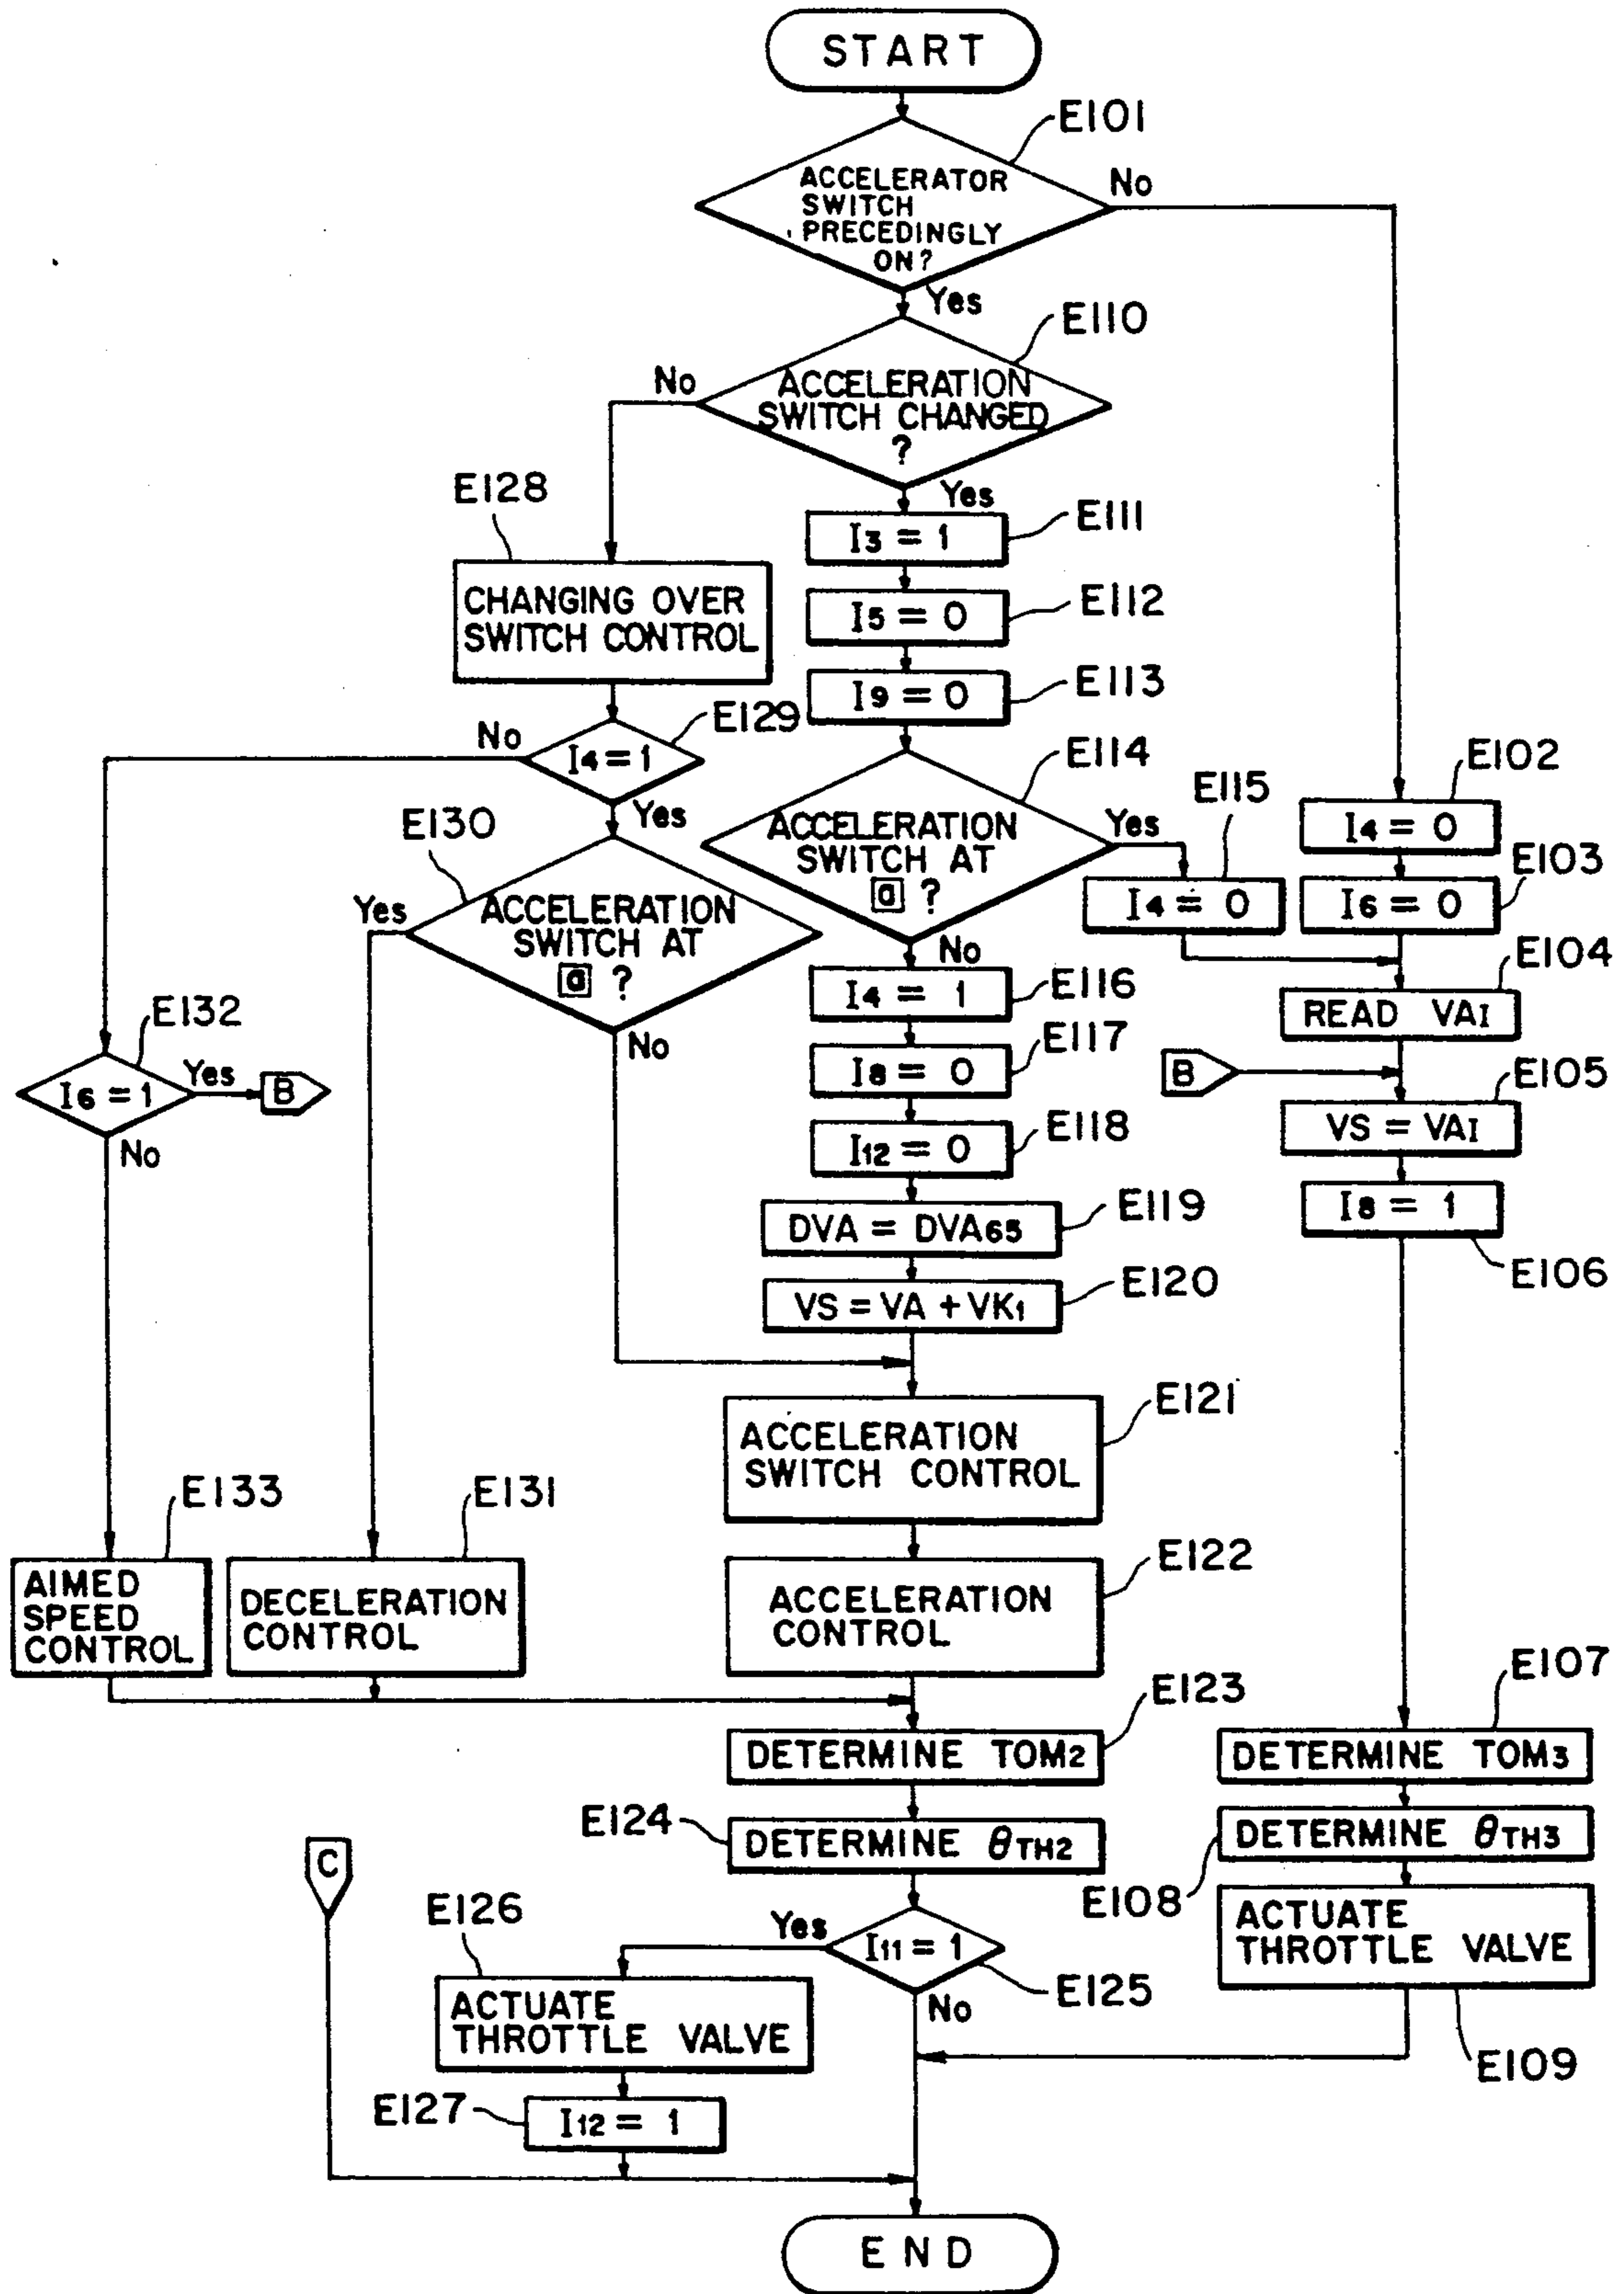 START
E101
ACCELERATOR
SWITCH
PRECEDINGLY
ON?
No
Yes
E110
ACCELERATION
SWITCH CHANGED
?
No
Yes
E128
E111
I3 = 1
CHANGING OVER
SWITCH CONTROL
E112
I5 = 0
E113
I9 = 0
E129
No
I4 = 1
Yes
E114
ACCELERATION
SWITCH AT
a ?
Yes
No
E115
I4 = 0
E102
I4 = 0
E103
I6 = 0
E130
Yes
ACCELERATION
SWITCH AT
a ?
No
E104
READ VAI
E116
I4 = 1
E132
I6 = 1
Yes
B
No
E117
I8 = 0
B
E105
VS = VAI
E118
I12 = 0
I8 = 1
E106
E119
DVA = DVA65
E120
VS = VA + VK1
E121
ACCELERATION
SWITCH CONTROL
E133
AIMED
SPEED
CONTROL
E131
DECELERATION
CONTROL
E122
ACCELERATION
CONTROL
E123
DETERMINE TOM2
E107
DETERMINE TOM3
E124
DETERMINE θTH2
DETERMINE θTH3
E108
C
E126
Yes
I11 = 1
E125
No
ACTUATE
THROTTLE VALVE
ACTUATE
THROTTLE VALVE
E109
E127
I12 = 1
END